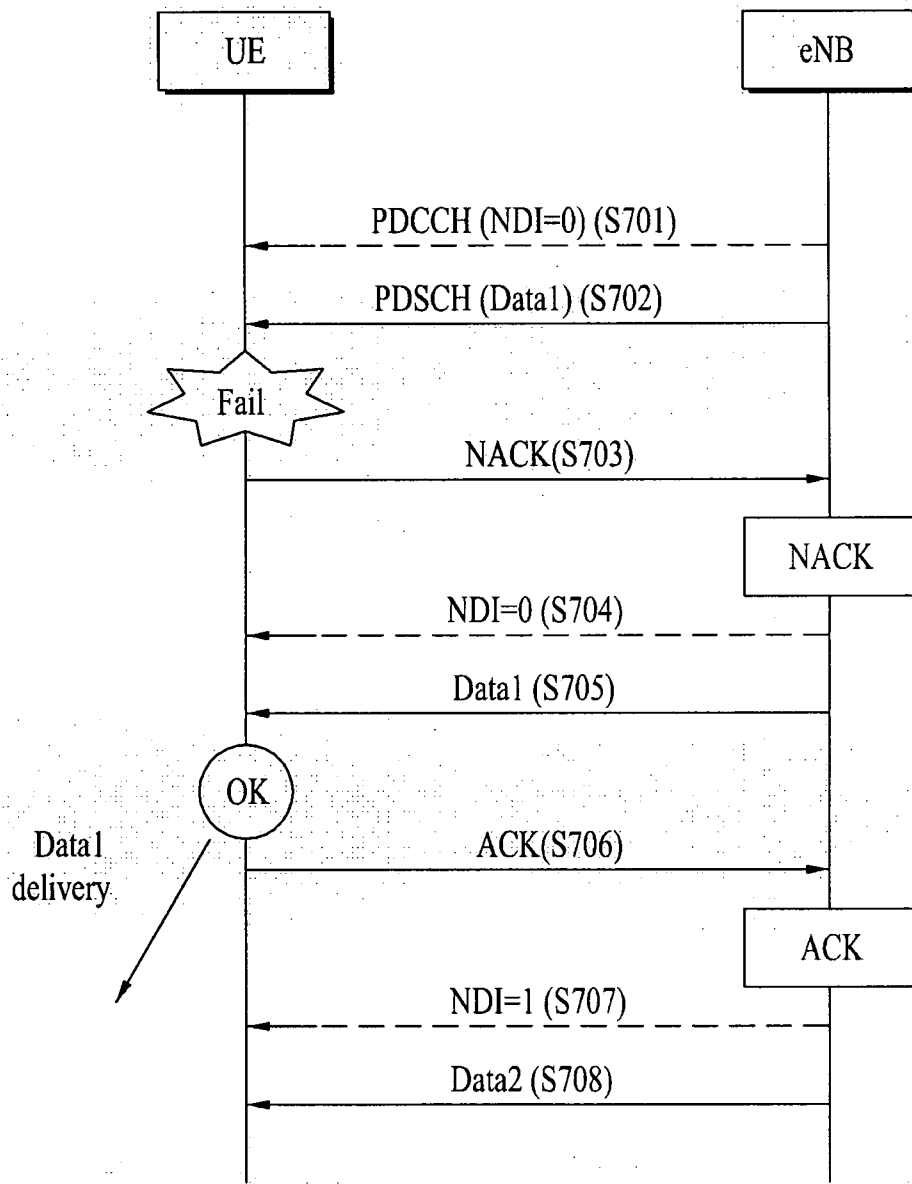 UE
eNB
PDCCH (NDI=0) (S701)
PDSCH (Data1) (S702)
Fail
NACK(S703)
NACK
NDI=0 (S704)
Data1 (S705)
OK
Data1
delivery
ACK(S706)
ACK
NDI=1 (S707)
Data2 (S708)